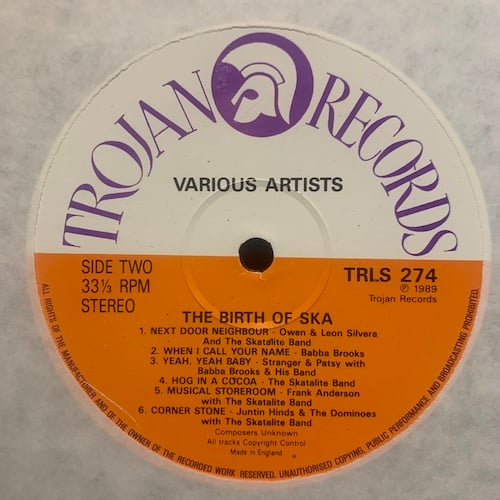 TROJAN RECORDS
VARIOUS ARTISTS
SIDE TWO
33⅓ RPM
STEREO
TRLS 274
Ⓟ 1989
Trojan Records
THE BIRTH OF SKA
1. NEXT DOOR NEIGHBOUR - Owen & Leon Silvera
And The Skatalite Band
2. WHEN I CALL YOUR NAME - Babba Brooks
3. YEAH, YEAH BABY - Stranger & Patsy with
Babba Brooks & His Band
4. HOG IN A COCOA - The Skatalite Band
5. MUSICAL STOREROOM - Frank Anderson
with The Skatalite Band
6. CORNER STONE - Juntin Hinds & The Dominoes
with The Skatalite Band
Composers Unknown
All tracks Copyright Control
Made in England
ALL RIGHTS OF THE MANUFACTURER AND OF THE OWNER OF THE RECORDED WORK RESERVED. UNAUTHORISED COPYING, PUBLIC PERFORMANCE AND BROADCASTING PROHIBITED.